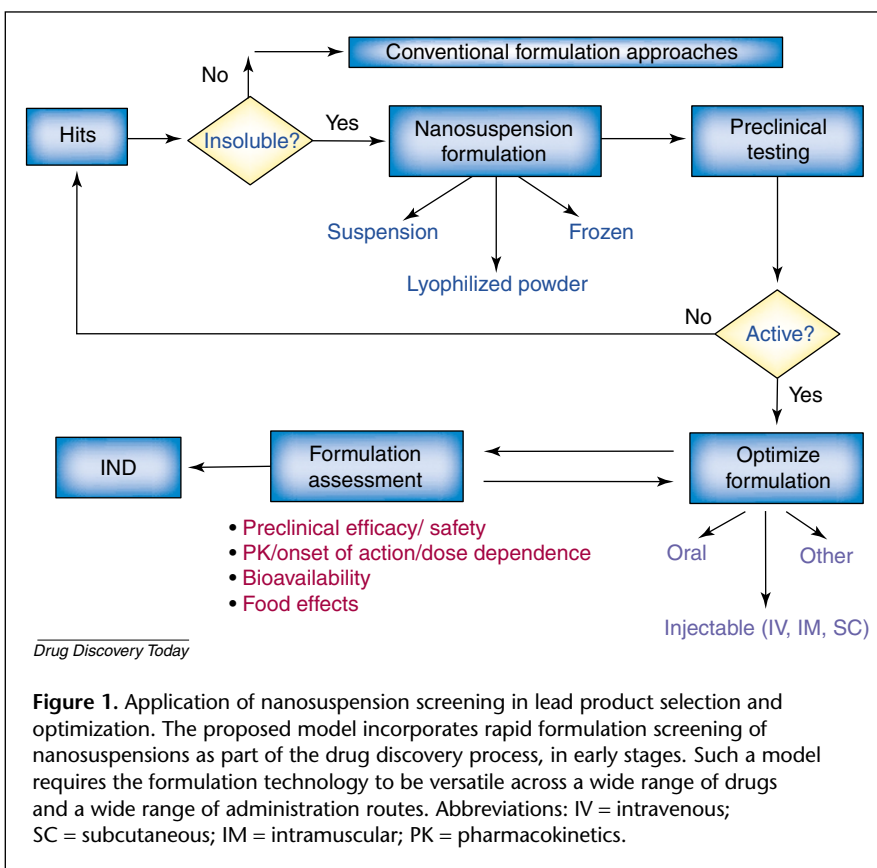 Conventional formulation approaches
No
Hits
Insoluble?
Yes
Nanosuspension
formulation
Preclinical
testing
Suspension
Frozen
Lyophilized powder
No
Active?
Yes
IND
Formulation
assessment
Optimize
formulation
• Preclinical efficacy/ safety
• PK/onset of action/dose dependence
• Bioavailability
• Food effects
Oral
Other
Injectable (IV, IM, SC)
Drug Discovery Today
Figure 1. Application of nanosuspension screening in lead product selection and
optimization. The proposed model incorporates rapid formulation screening of
nanosuspensions as part of the drug discovery process, in early stages. Such a model
requires the formulation technology to be versatile across a wide range of drugs
and a wide range of administration routes. Abbreviations: IV = intravenous;
SC = subcutaneous; IM = intramuscular; PK = pharmacokinetics.